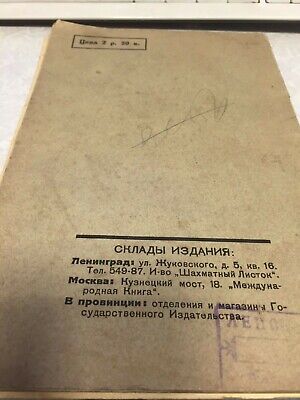 Цена 2 р. 20 к.
СКЛАДЫ ИЗДАНИЯ:
Ленинград: ул. Жуковского, д. 5, кв. 16.
Тел. 549-87. И-во „Шахматный Листок".
Москва: Кузнецкий мост, 18. „Междуна-
родная Книга".
В провинции: отделения и магазины Го-
сударственного Издательства.